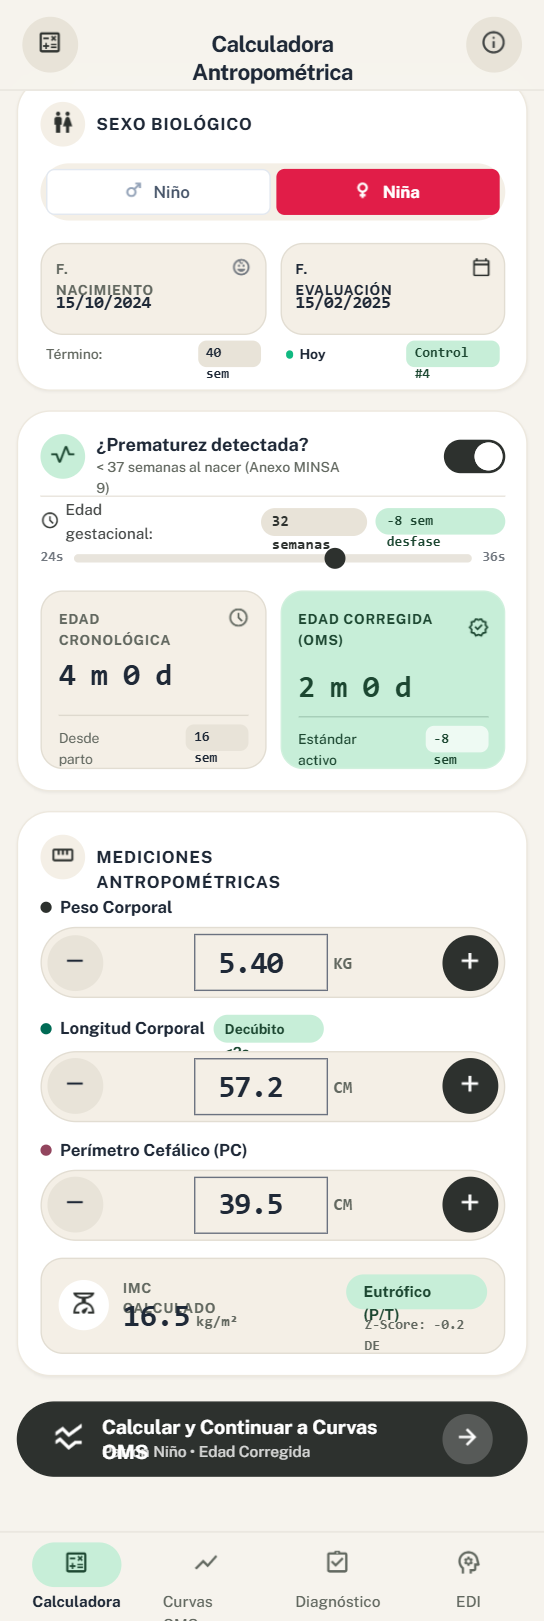 Calculadora
Antropométrica
SEXO BIOLÓGICO
Niño
Niña
F.
NACIMIENTO
15/10/2024
F.
EVALUACIÓN
15/02/2025
Término:
40
sem
Hoy
Control
#4
¿Prematurez detectada?
< 37 semanas al nacer (Anexo MINSA
9)
Edad
gestacional:
32
semanas
-8 sem
desfase
24s
36s
EDAD
CRONOLÓGICA
4 m 0 d
Desde
parto
16
sem
EDAD CORREGIDA
(OMS)
2 m 0 d
Estándar
activo
-8
sem
MEDICIONES
ANTROPOMÉTRICAS
Peso Corporal
5.40
KG
Longitud Corporal
Decúbito
57.2
CM
Perímetro Cefálico (PC)
39.5
CM
IMC
CALCULADO
16.5 kg/m²
Eutrófico
(P/T)
Z-Score: -0.2
DE
Calcular y Continuar a Curvas
OMS
Niño • Edad Corregida
Calculadora
Curvas
Diagnóstico
EDI